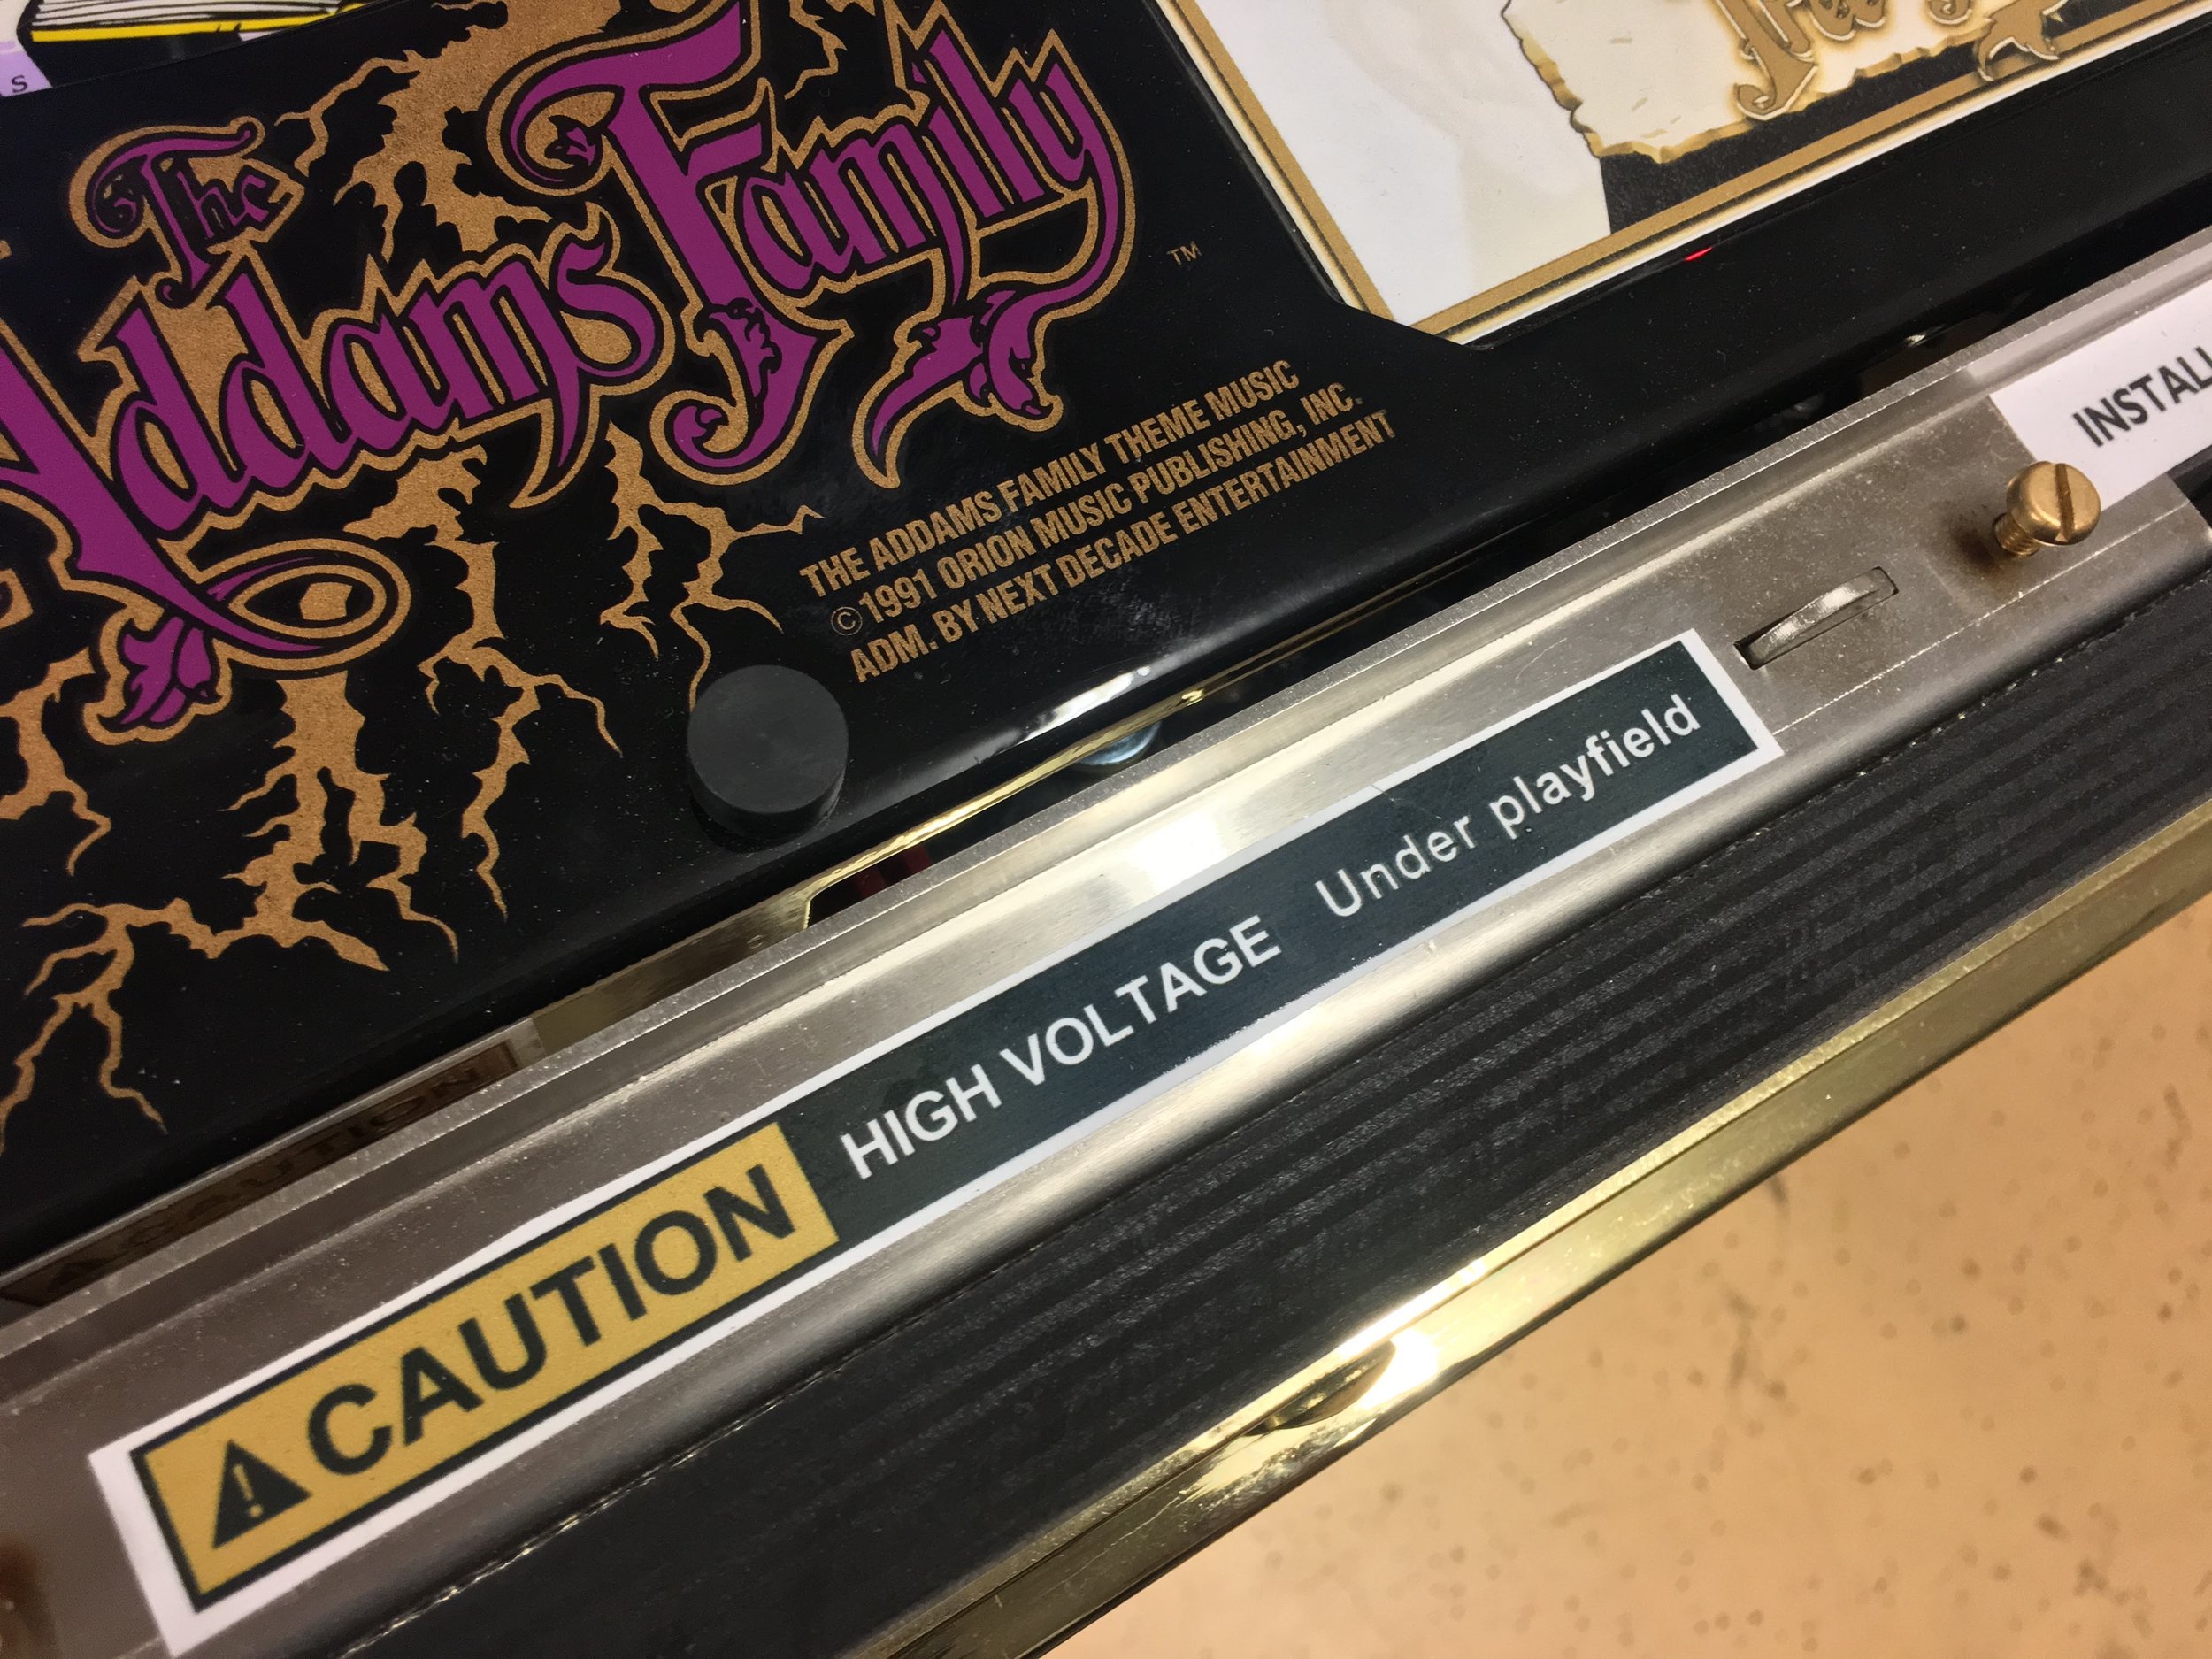 s
The
Addams Family
™
THE ADDAMS FAMILY THEME MUSIC
©1991 ORION MUSIC PUBLISHING, INC.
ADM. BY NEXT DECADE ENTERTAINMENT
INSTALL
⚠CAUTION HIGH VOLTAGE Under playfield
CAUTION